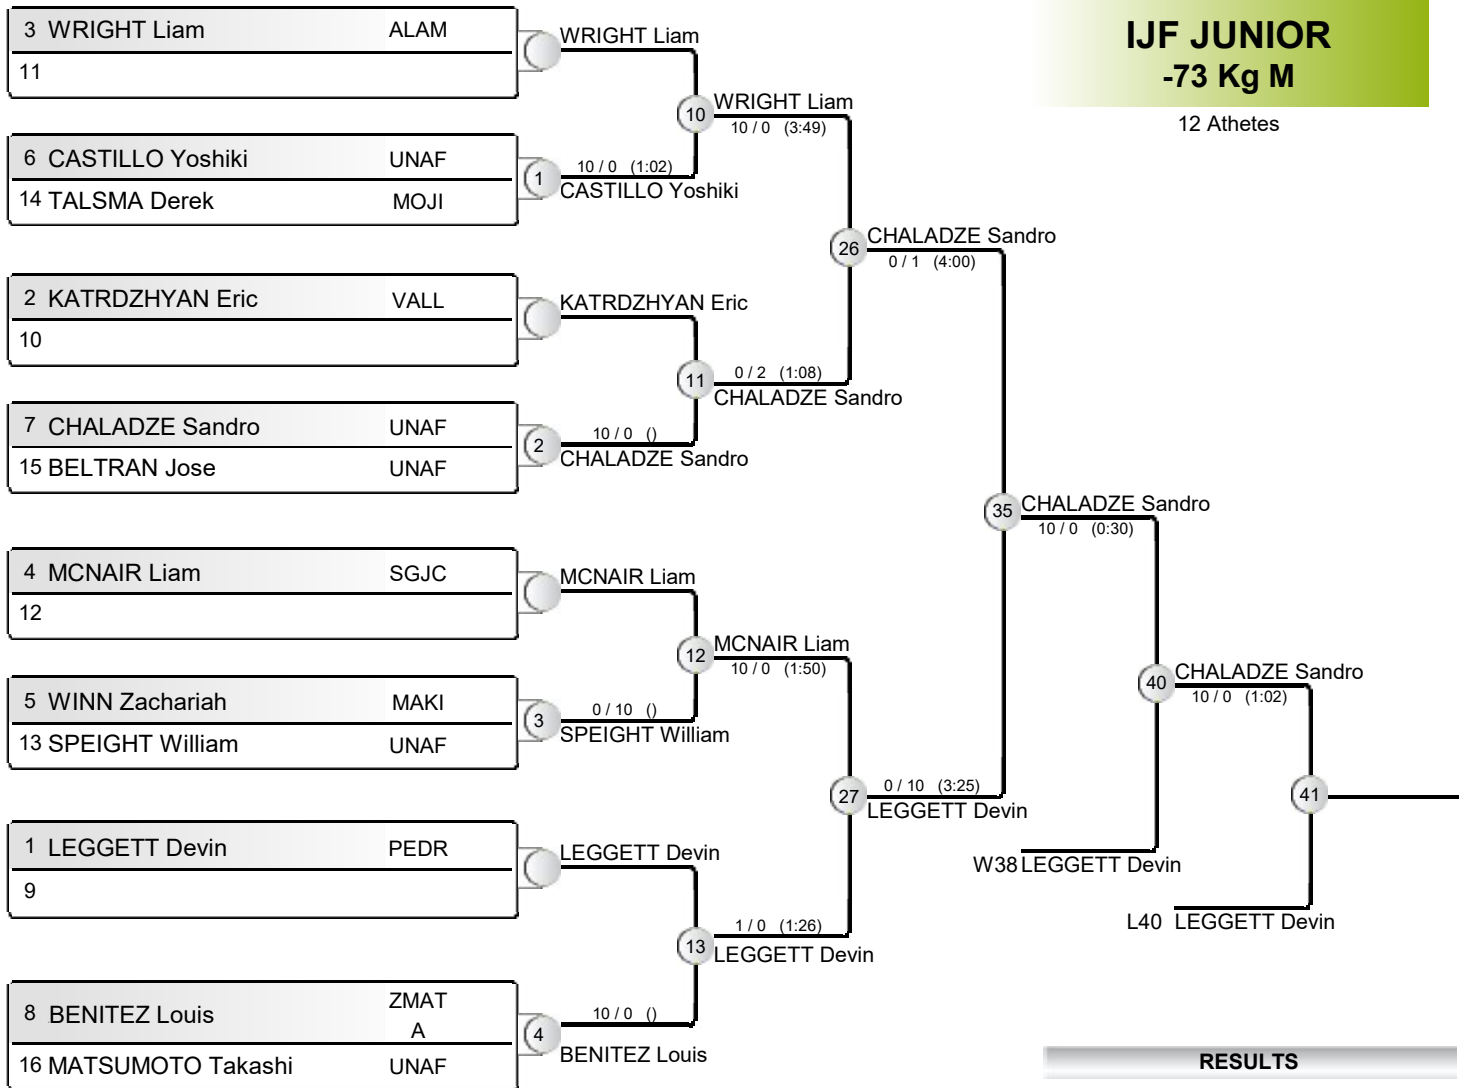 IJF JUNIOR
-73 Kg M
12 Athetes
3 WRIGHT Liam ALAM
11
WRIGHT Liam
10
WRIGHT Liam
10 / 0 (3:49)
6 CASTILLO Yoshiki UNAF
14 TALSMA Derek MOJI
1
10 / 0 (1:02)
CASTILLO Yoshiki
26
CHALADZE Sandro
0 / 1 (4:00)
2 KATRDZHYAN Eric VALL
10
KATRDZHYAN Eric
11
0 / 2 (1:08)
CHALADZE Sandro
7 CHALADZE Sandro UNAF
15 BELTRAN Jose UNAF
2
10 / 0 ()
CHALADZE Sandro
35
CHALADZE Sandro
10 / 0 (0:30)
4 MCNAIR Liam SGJC
12
MCNAIR Liam
12
MCNAIR Liam
10 / 0 (1:50)
5 WINN Zachariah MAKI
13 SPEIGHT William UNAF
3
0 / 10 ()
SPEIGHT William
40
CHALADZE Sandro
10 / 0 (1:02)
27
0 / 10 (3:25)
LEGGETT Devin
41
1 LEGGETT Devin PEDR
9
LEGGETT Devin
W38 LEGGETT Devin
L40 LEGGETT Devin
13
1 / 0 (1:26)
LEGGETT Devin
8 BENITEZ Louis ZMAT
A
16 MATSUMOTO Takashi UNAF
4
10 / 0 ()
BENITEZ Louis
RESULTS